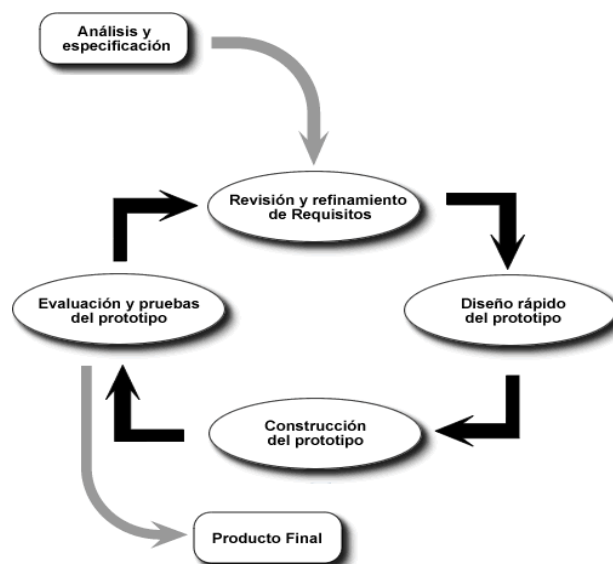 Análisis y
especificación
Revisión y refinamiento
de Requisitos
Evaluación y pruebas
del prototipo
Diseño rápido
del prototipo
Construcción
del prototipo
Producto Final